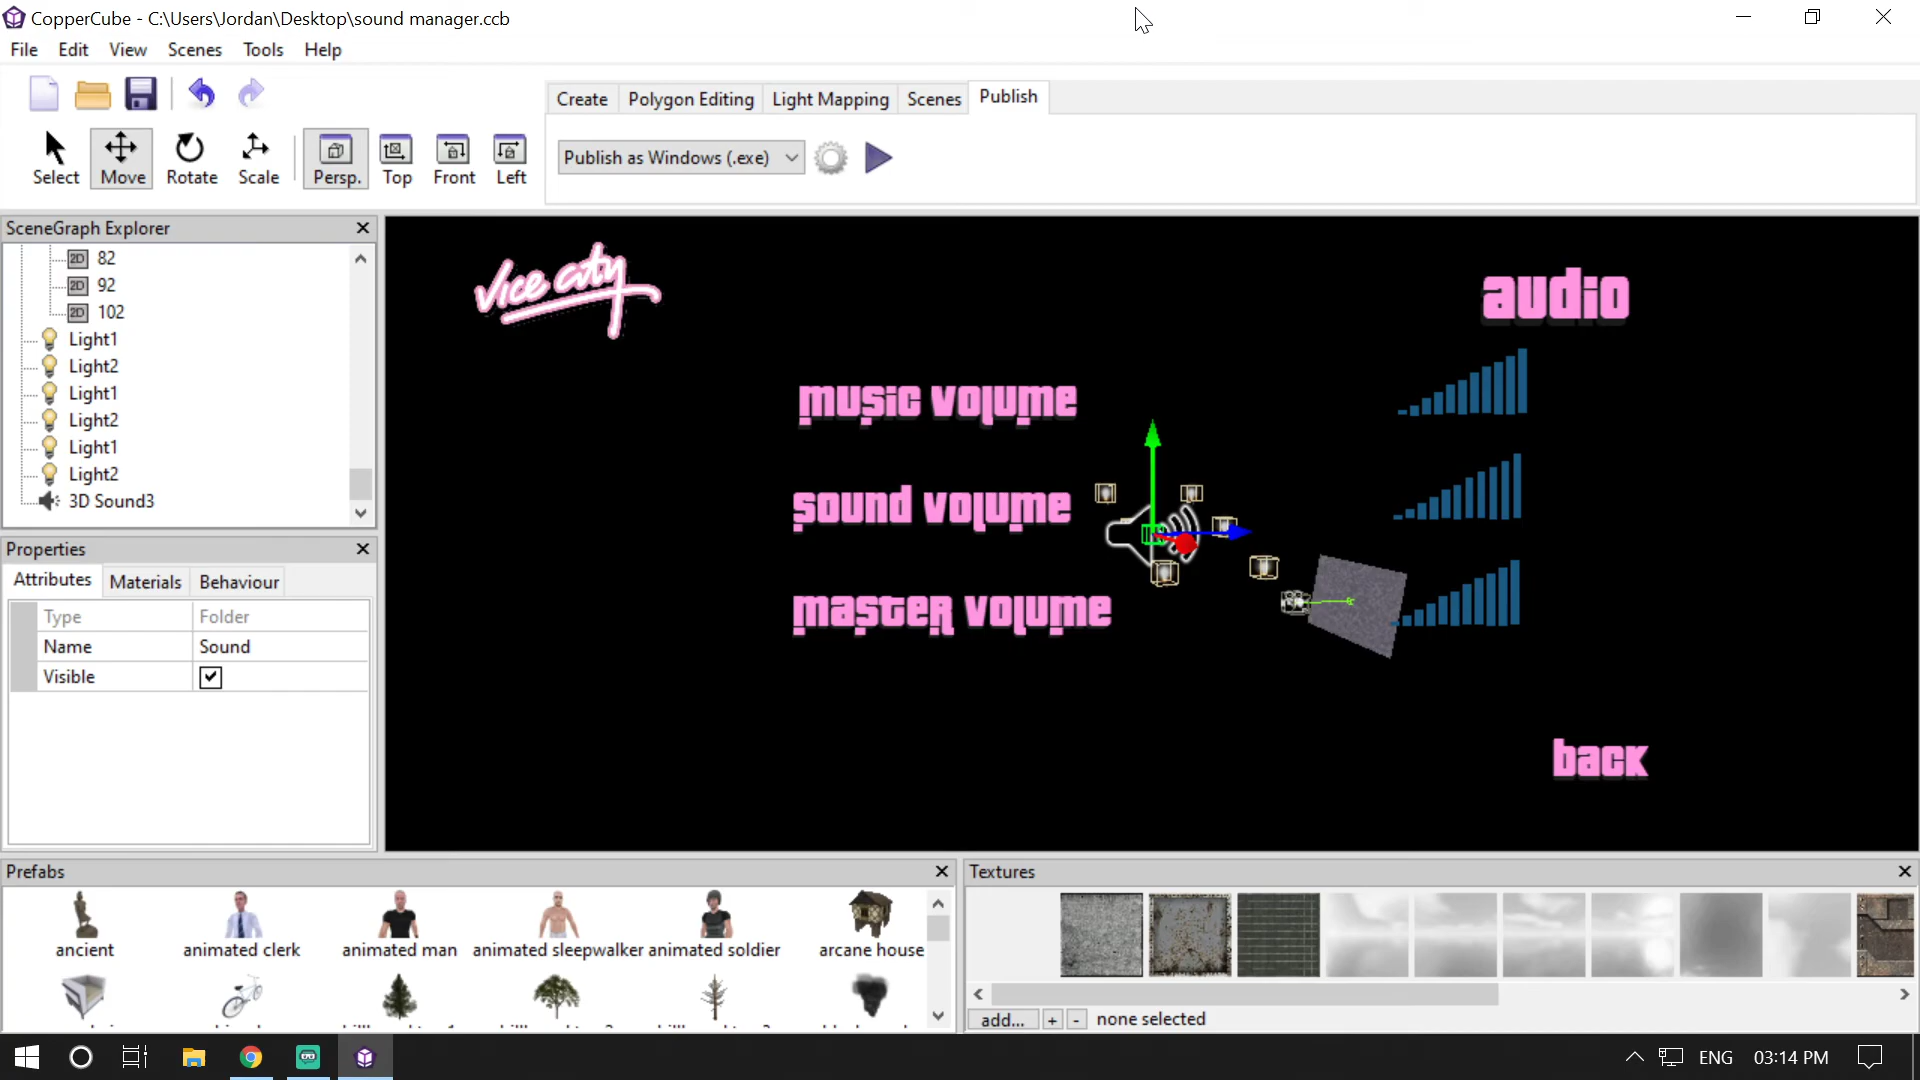 CopperCube - C:\Users\Jordan\Desktop\sound manager.ccb
File Edit View Scenes Tools Help
Create Polygon Editing Light Mapping Scenes Publish
Publish as Windows (.exe)
Select Move Rotate Scale Persp. Top Front Left
SceneGraph Explorer
2D 82
2D 92
2D 102
Light1
Light2
Light1
Light2
Light1
Light2
3D Sound3
Properties
Attributes Materials Behaviour
Type Folder
Name Sound
Visible
vice city
audio
music volume
sound volume
master volume
back
Prefabs
ancient animated clerk animated man animated sleepwalker animated soldier arcane house
Textures
add... + - none selected
ENG 03:14 PM